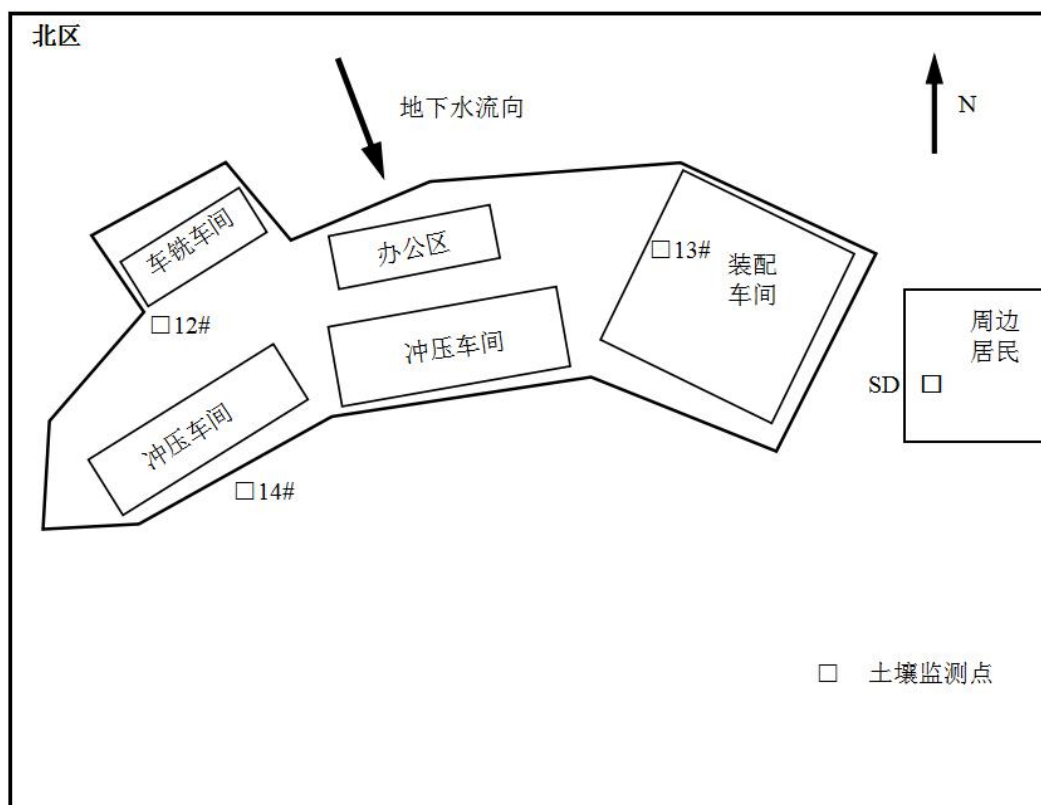 北区
地下水流向
N
车铣车间
办公区
□13#
装配
车间
□12#
冲压车间
周边
居民
SD □
冲压车间
□14#
□ 土壤监测点